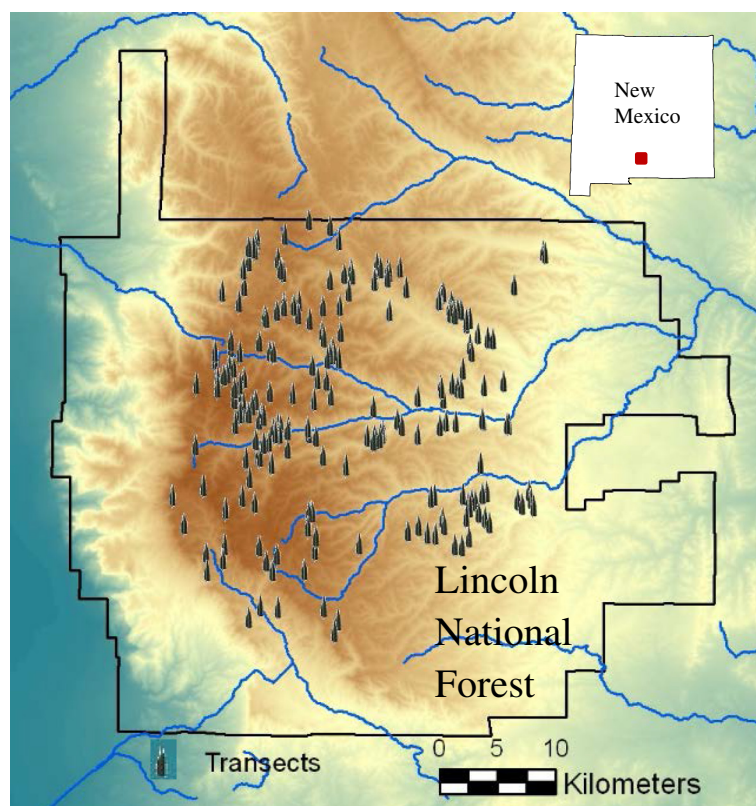 New
Mexico
Lincoln
National
Forest
Transects
0 5 10
Kilometers